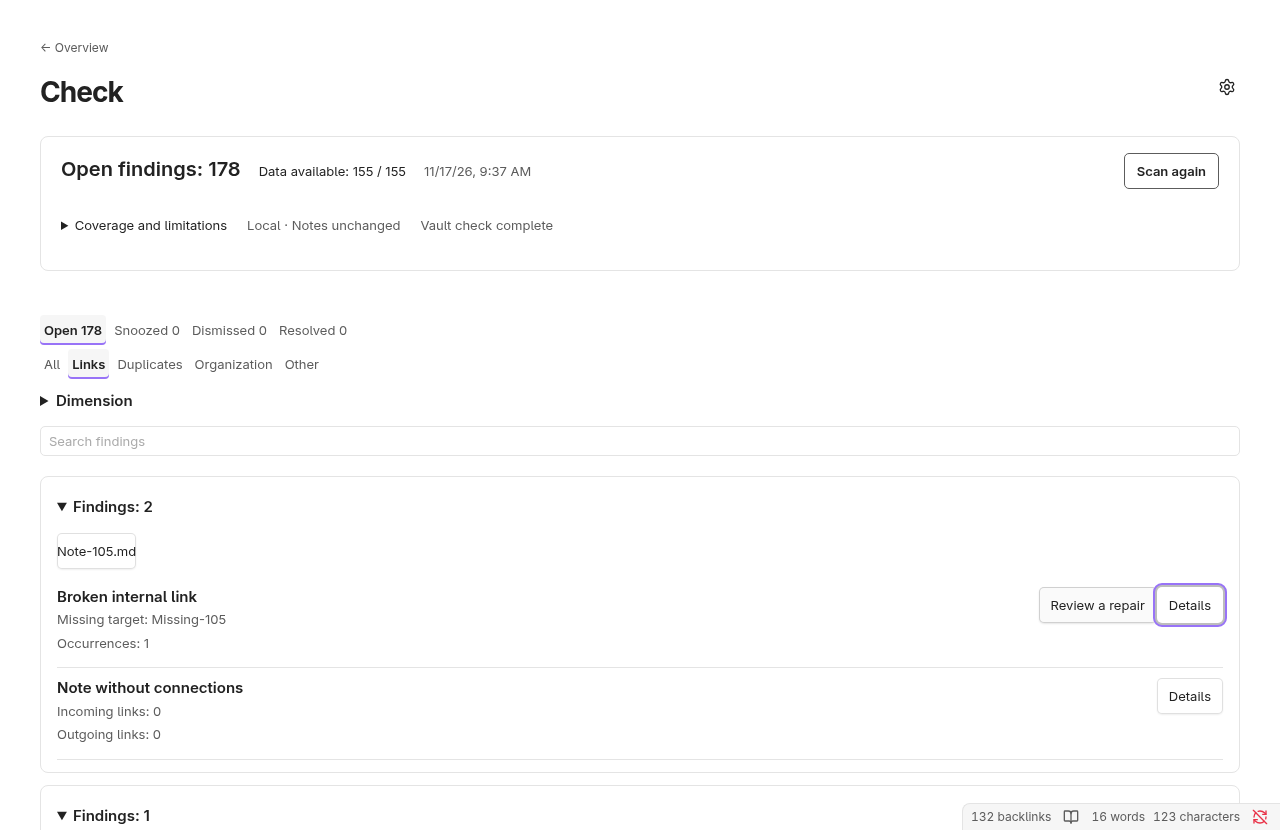 ← Overview
Check
Open findings: 178 Data available: 155 / 155 11/17/26, 9:37 AM Scan again
Coverage and limitations Local · Notes unchanged Vault check complete
Open 178 Snoozed 0 Dismissed 0 Resolved 0
All Links Duplicates Organization Other
Dimension
Search findings
Findings: 2
Note-105.md
Broken internal link
Missing target: Missing-105
Occurrences: 1
Review a repair Details
Note without connections
Incoming links: 0
Outgoing links: 0
Details
Findings: 1
132 backlinks 16 words 123 characters